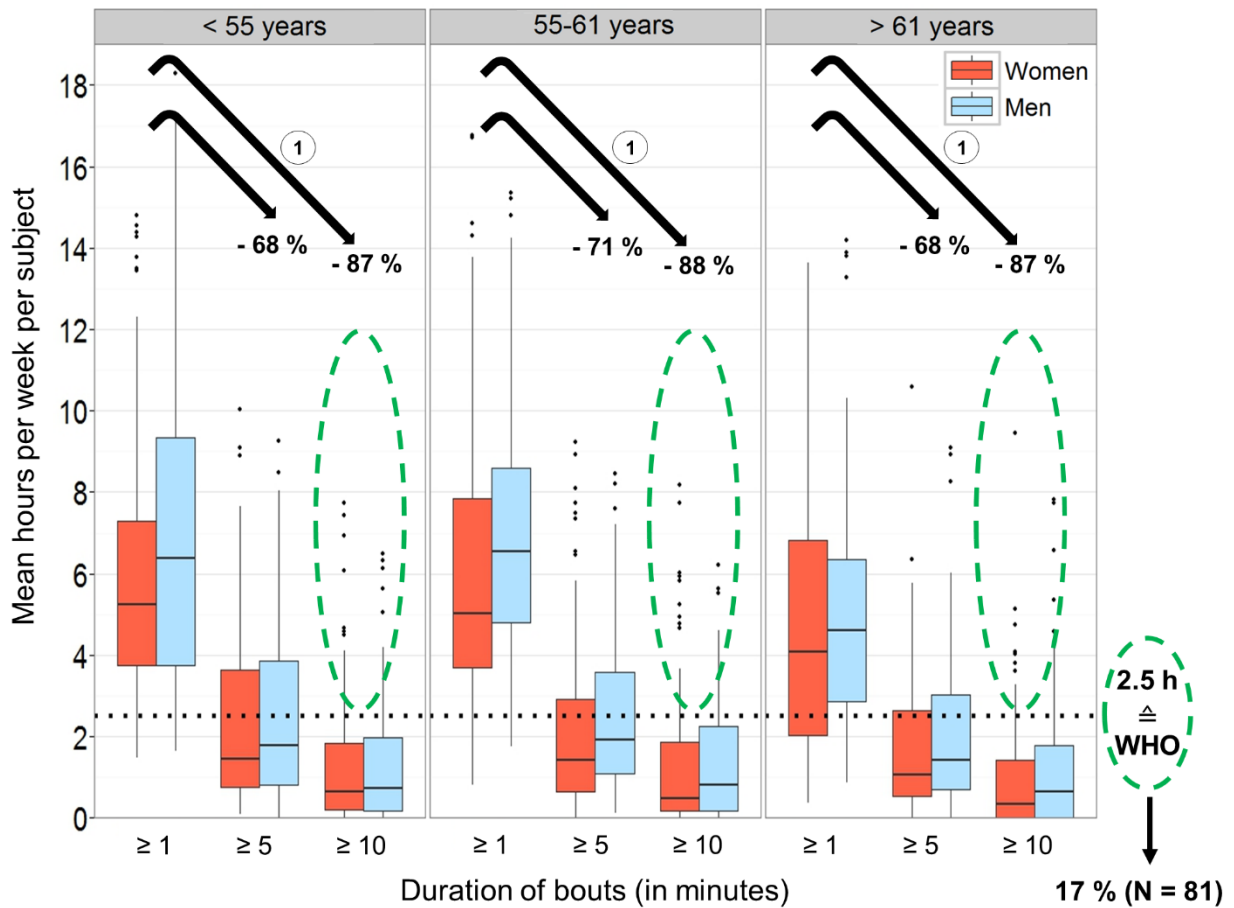 < 55 years
55-61 years
> 61 years
Women
Men
1
1
1
- 68 %
- 87 %
- 71 %
- 88 %
- 68 %
- 87 %
Mean hours per week per subject
18
16
14
12
10
8
6
4
2
0
2.5 h
≙
WHO
≥ 1
≥ 5
≥ 10
≥ 1
≥ 5
≥ 10
≥ 1
≥ 5
≥ 10
Duration of bouts (in minutes)
17 % (N = 81)